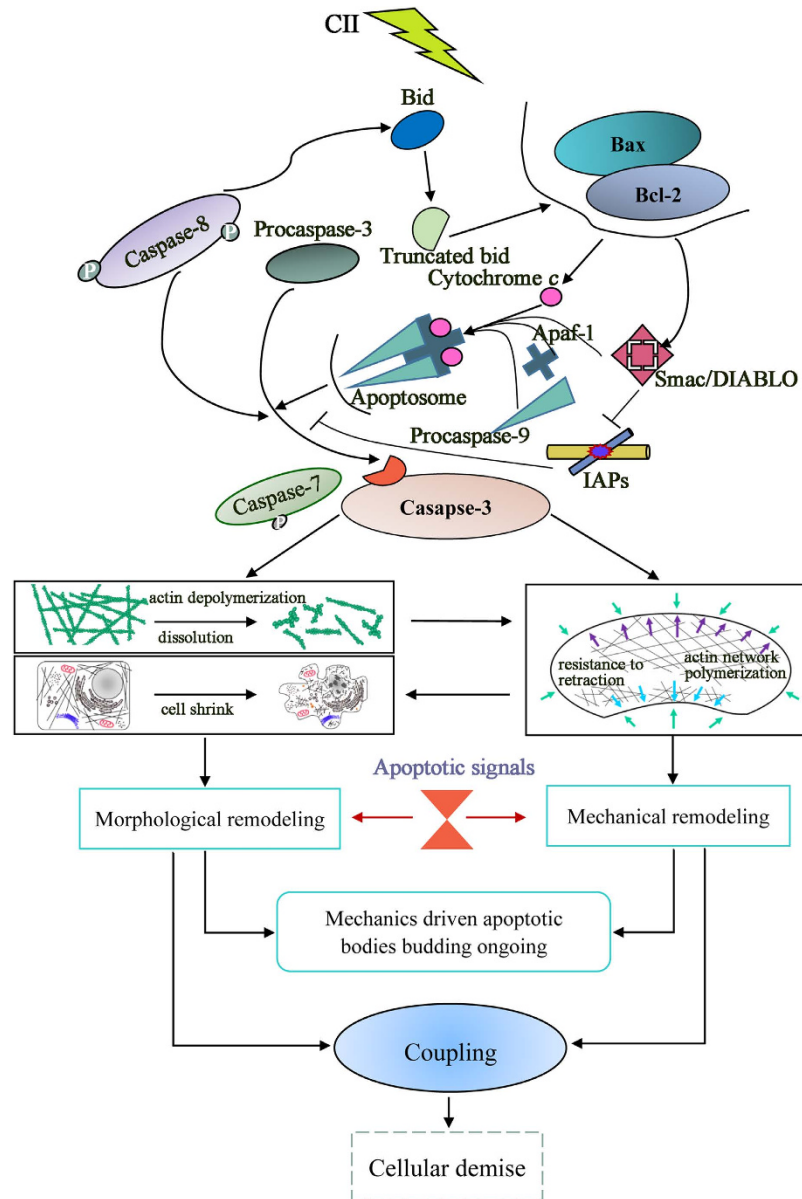 CII
Bid
Bax
Bcl-2
Caspase-8
P
P
Procaspase-3
Truncated bid
Cytochrome c
Apaf-1
Smac/DIABLO
Apoptosome
Procaspase-9
IAPs
Caspase-7
P
Casapse-3
actin depolymerization
dissolution
cell shrink
resistance to
retraction
actin network
polymerization
Apoptotic signals
Morphological remodeling
Mechanical remodeling
Mechanics driven apoptotic
bodies budding ongoing
Coupling
Cellular demise